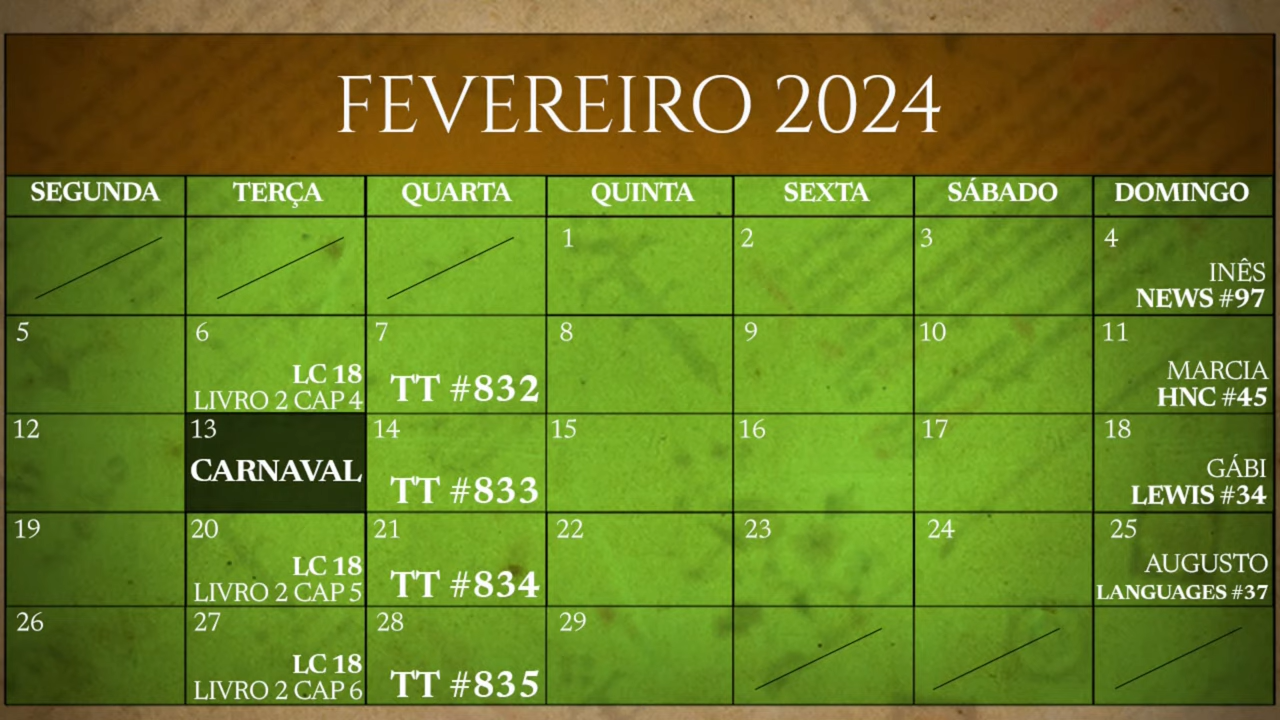 FEVEREIRO 2024
SEGUNDA TERÇA QUARTA QUINTA SEXTA SÁBADO DOMINGO
1 2 3 4
INÊS
NEWS #97
5 6 7 8 9 10 11
LC 18
LIVRO 2 CAP 4
TT #832
MARCIA
HNC #45
12 13 14 15 16 17 18
CARNAVAL
TT #833
GÁBI
LEWIS #34
19 20 21 22 23 24 25
LC 18
LIVRO 2 CAP 5
TT #834
AUGUSTO
LANGUAGES #37
26 27 28 29
LC 18
LIVRO 2 CAP 6
TT #835